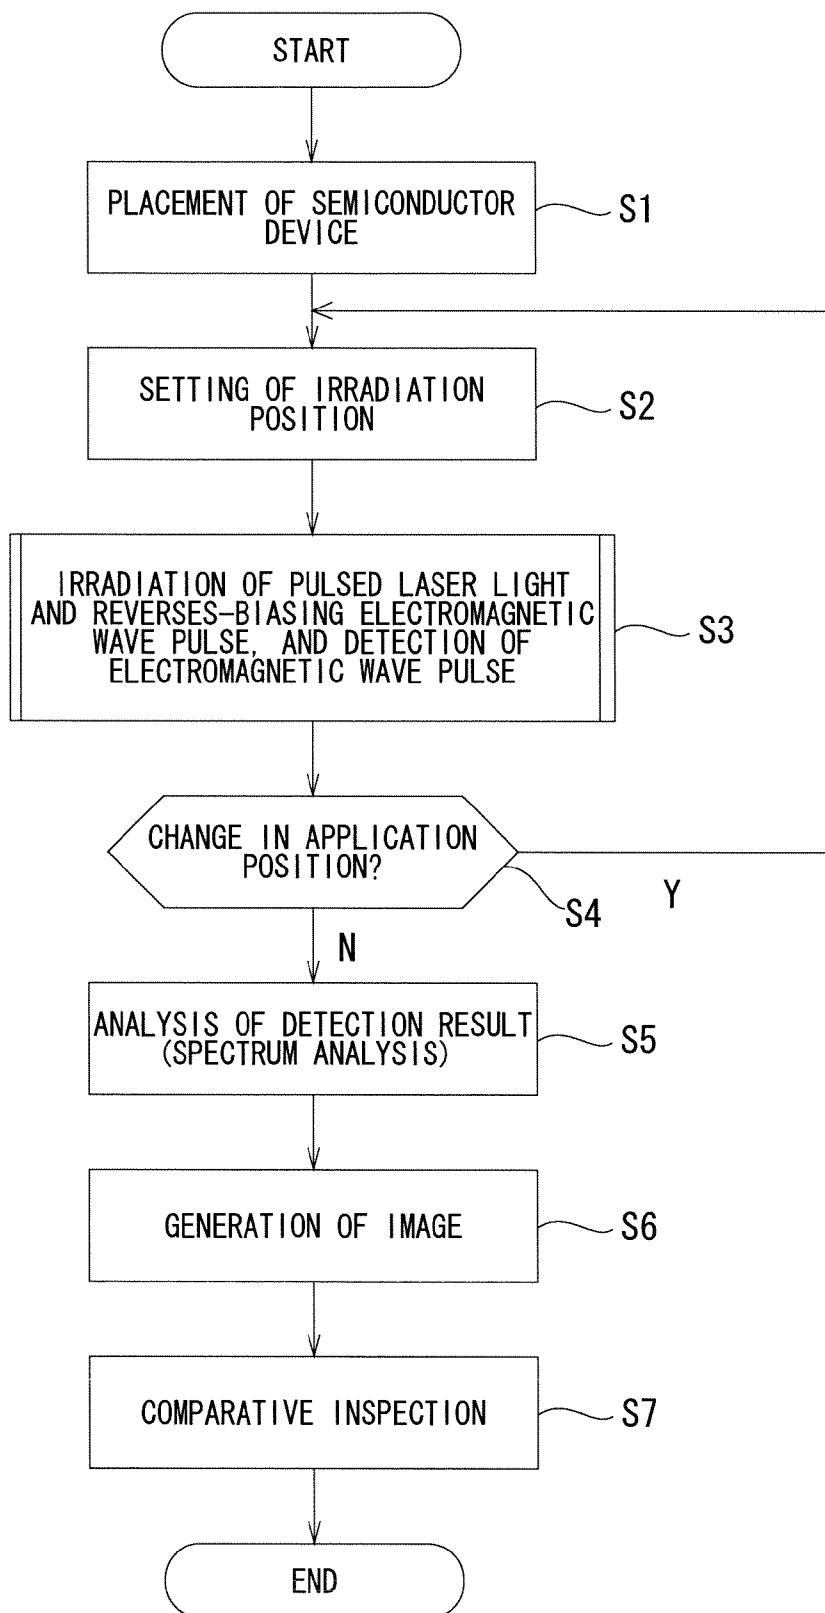 START
PLACEMENT OF SEMICONDUCTOR
DEVICE
S1
SETTING OF IRRADIATION
POSITION
S2
IRRADIATION OF PULSED LASER LIGHT
AND REVERSES-BIASING ELECTROMAGNETIC
WAVE PULSE, AND DETECTION OF
ELECTROMAGNETIC WAVE PULSE
S3
CHANGE IN APPLICATION
POSITION?
S4
Y
N
ANALYSIS OF DETECTION RESULT
(SPECTRUM ANALYSIS)
S5
GENERATION OF IMAGE
S6
COMPARATIVE INSPECTION
S7
END